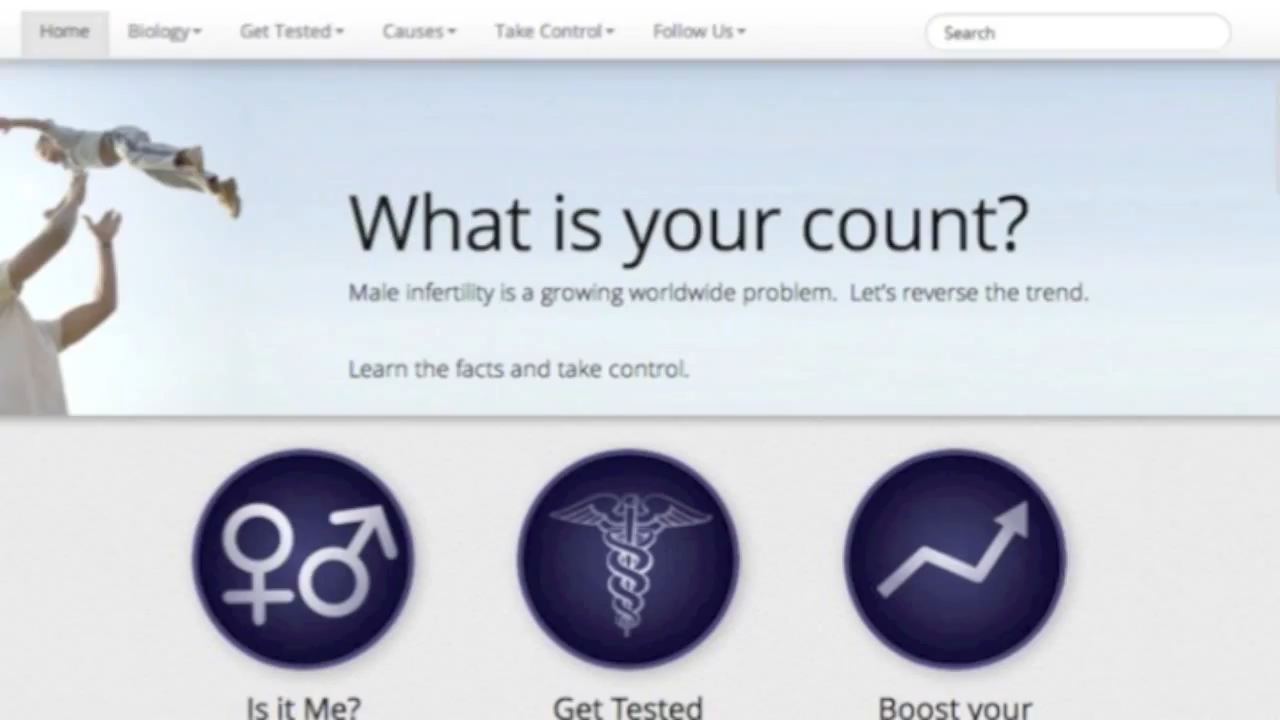 Home Biology Get Tested Causes Take Control Follow Us Search
What is your count?
Male infertility is a growing worldwide problem. Let's reverse the trend.
Learn the facts and take control.
Is it Me? Get Tested Boost your